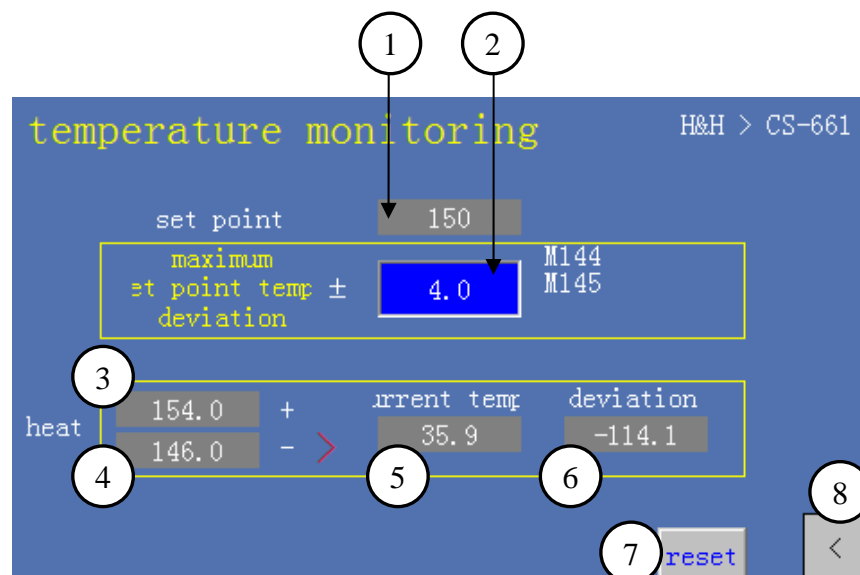 1 2
temperature monitoring H&H > CS-661
set point 150
maximum M144
et point temp ± 4.0 M145
deviation
3
154.0 + urrent temp deviation
heat 35.9 -114.1
146.0 - >
4 5 6 8
7 reset <